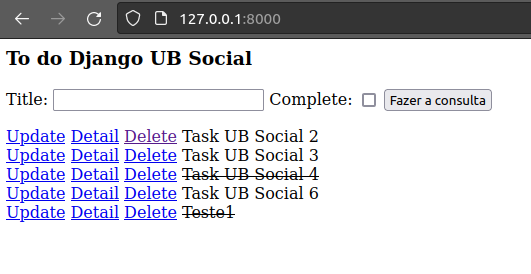 127.0.0.1:8000
To do Django UB Social
Title: Complete: Fazer a consulta
Update Detail Delete Task UB Social 2
Update Detail Delete Task UB Social 3
Update Detail Delete Task UB Social 4
Update Detail Delete Task UB Social 6
Update Detail Delete Teste1